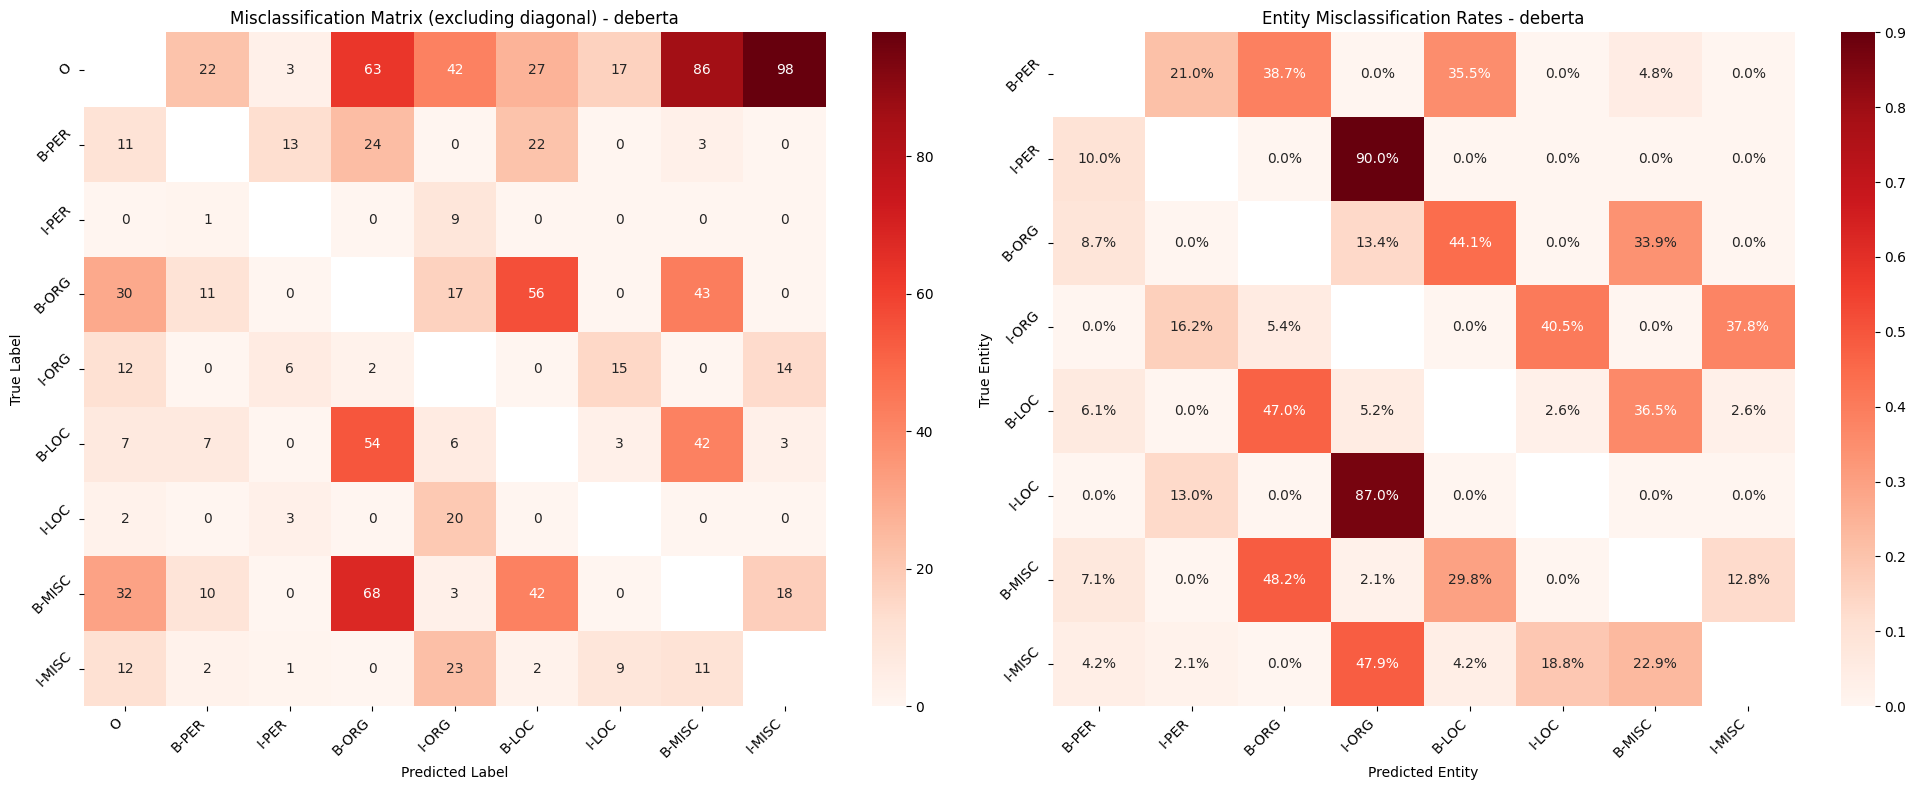 Misclassification Matrix (excluding diagonal) - deberta
True Label
O 22 3 63 42 27 17 86 98
B-PER 11 13 24 0 22 0 3 0
I-PER 0 1 0 9 0 0 0 0
B-ORG 30 11 0 17 56 0 43 0
I-ORG 12 0 6 2 0 15 0 14
B-LOC 7 7 0 54 6 3 42 3
I-LOC 2 0 3 0 20 0 0 0
B-MISC 32 10 0 68 3 42 0 18
I-MISC 12 2 1 0 23 2 9 11
O B-PER I-PER B-ORG I-ORG B-LOC I-LOC B-MISC I-MISC
Predicted Label
80
60
40
20
0
Entity Misclassification Rates - deberta
True Entity
B-PER 21.0% 38.7% 0.0% 35.5% 0.0% 4.8% 0.0%
I-PER 10.0% 0.0% 90.0% 0.0% 0.0% 0.0% 0.0%
B-ORG 8.7% 0.0% 13.4% 44.1% 0.0% 33.9% 0.0%
I-ORG 0.0% 16.2% 5.4% 0.0% 40.5% 0.0% 37.8%
B-LOC 6.1% 0.0% 47.0% 5.2% 2.6% 36.5% 2.6%
I-LOC 0.0% 13.0% 0.0% 87.0% 0.0% 0.0% 0.0%
B-MISC 7.1% 0.0% 48.2% 2.1% 29.8% 0.0% 12.8%
I-MISC 4.2% 2.1% 0.0% 47.9% 4.2% 18.8% 22.9%
B-PER I-PER B-ORG I-ORG B-LOC I-LOC B-MISC I-MISC
Predicted Entity
0.9
0.8
0.7
0.6
0.5
0.4
0.3
0.2
0.1
0.0